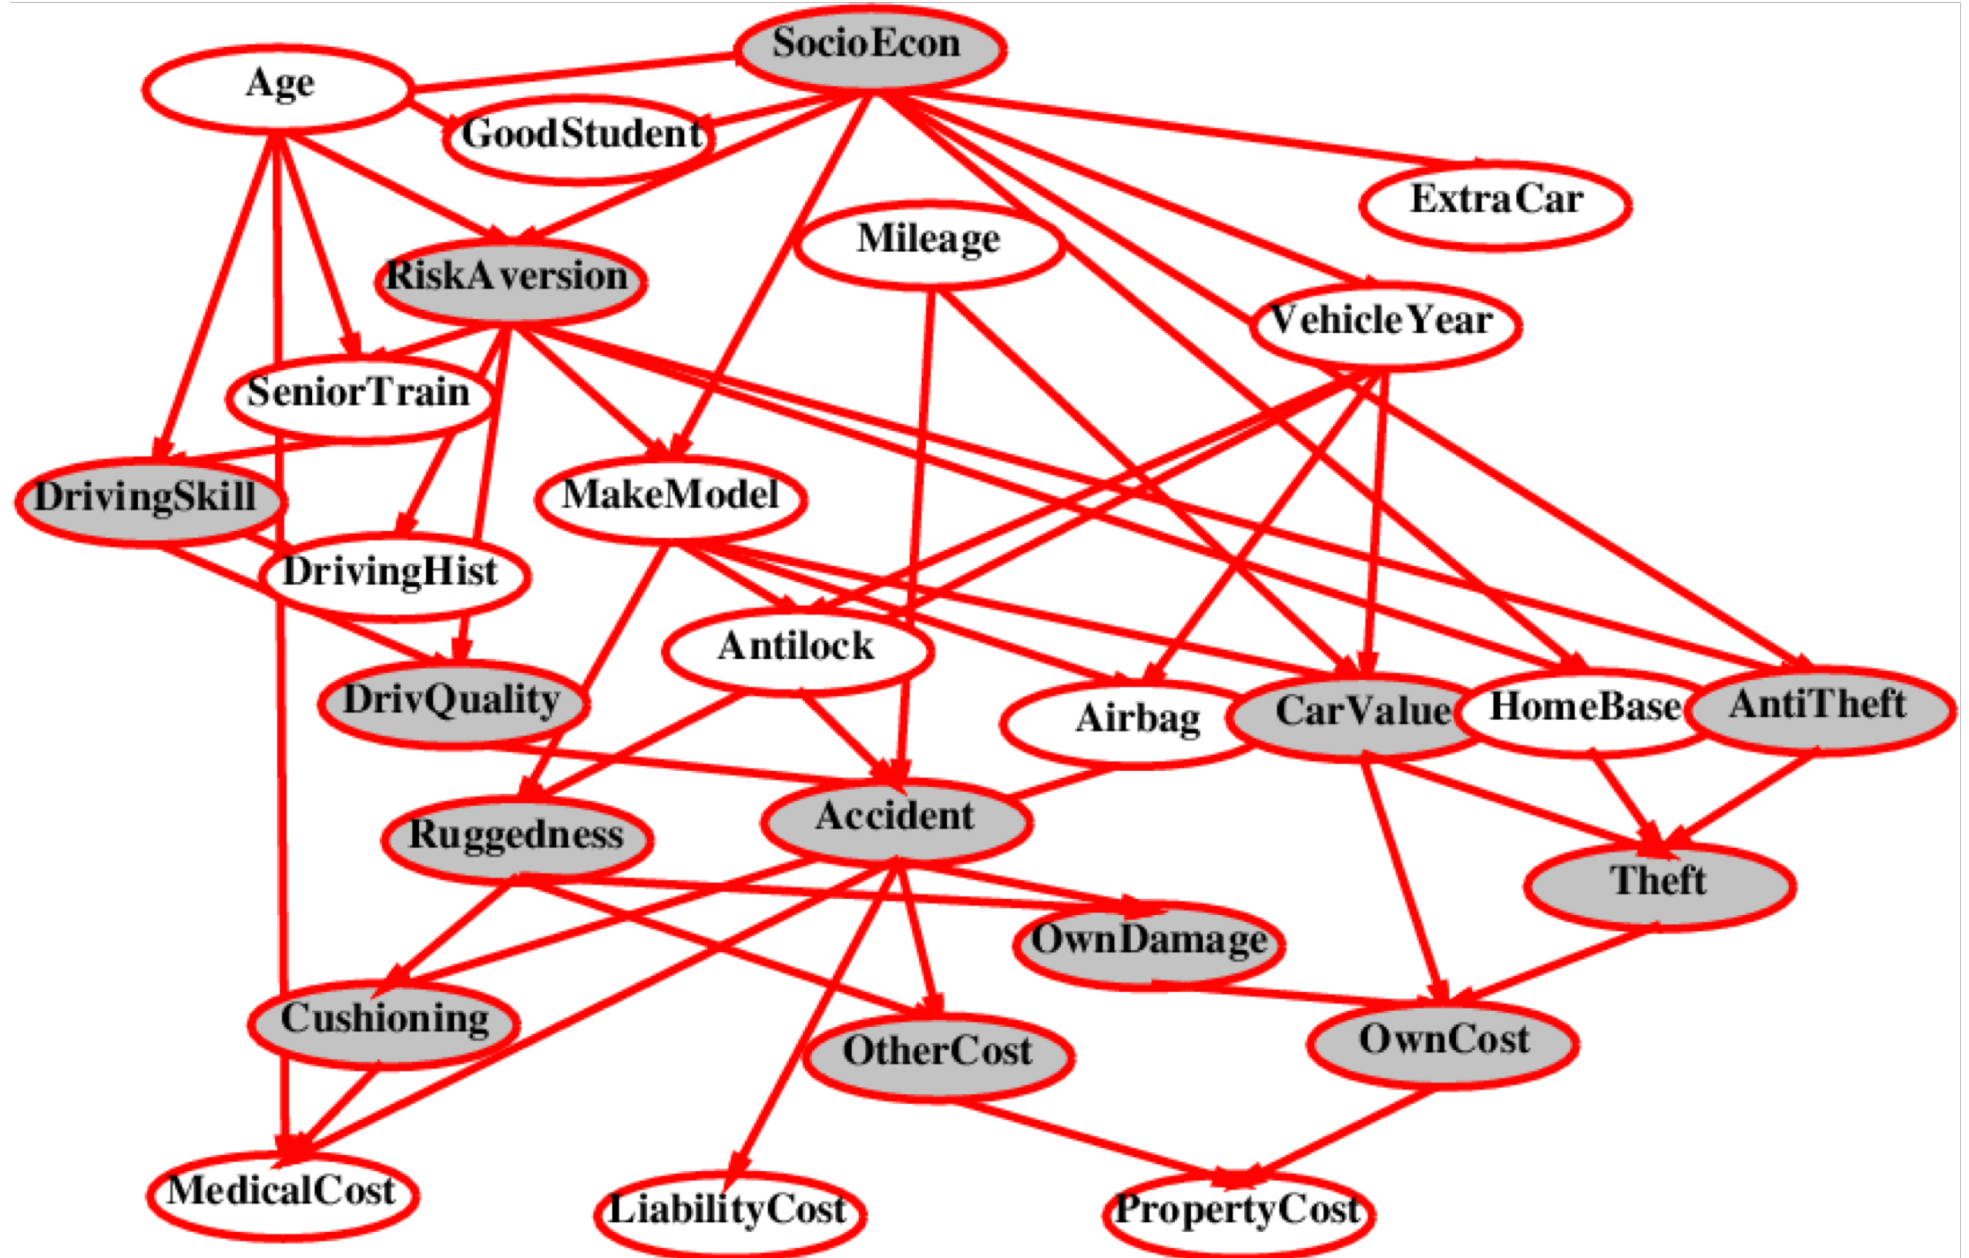 SocioEcon
Age
GoodStudent
ExtraCar
Mileage
RiskAversion
VehicleYear
SeniorTrain
DrivingSkill
MakeModel
DrivingHist
Antilock
DrivQuality
Airbag
CarValue
HomeBase
AntiTheft
Ruggedness
Accident
Theft
OwnDamage
Cushioning
OtherCost
OwnCost
MedicalCost
LiabilityCost
PropertyCost